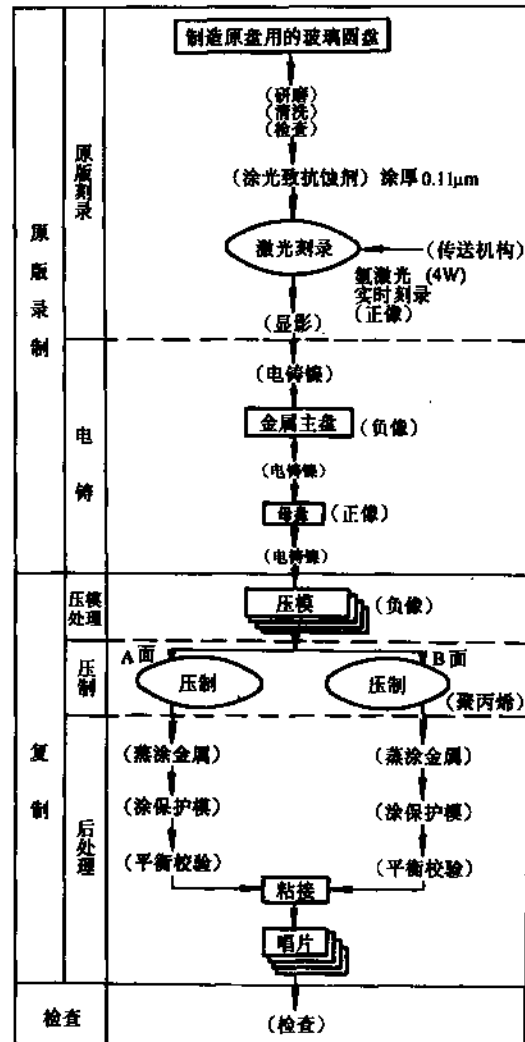 制造原盘用的玻璃圆盘
(研磨)
(清洗)
(检查)
(涂光致抗蚀剂) 涂厚 0.11μm
激光刻录
(传送机构)
氩激光 (4W)
实时刻录
(正像)
(显影)
原版录制
原版刻录
(电铸镍)
金属主盘
(负像)
(电铸镍)
母盘
(正像)
(电铸镍)
电铸
压模处理
压模
(负像)
压制
A 面
B 面
压制
压制
(聚丙烯)
复制
后处理
(蒸涂金属)
(蒸涂金属)
(涂保护模)
(涂保护模)
(平衡校验)
(平衡校验)
粘接
唱片
检查
(检查)